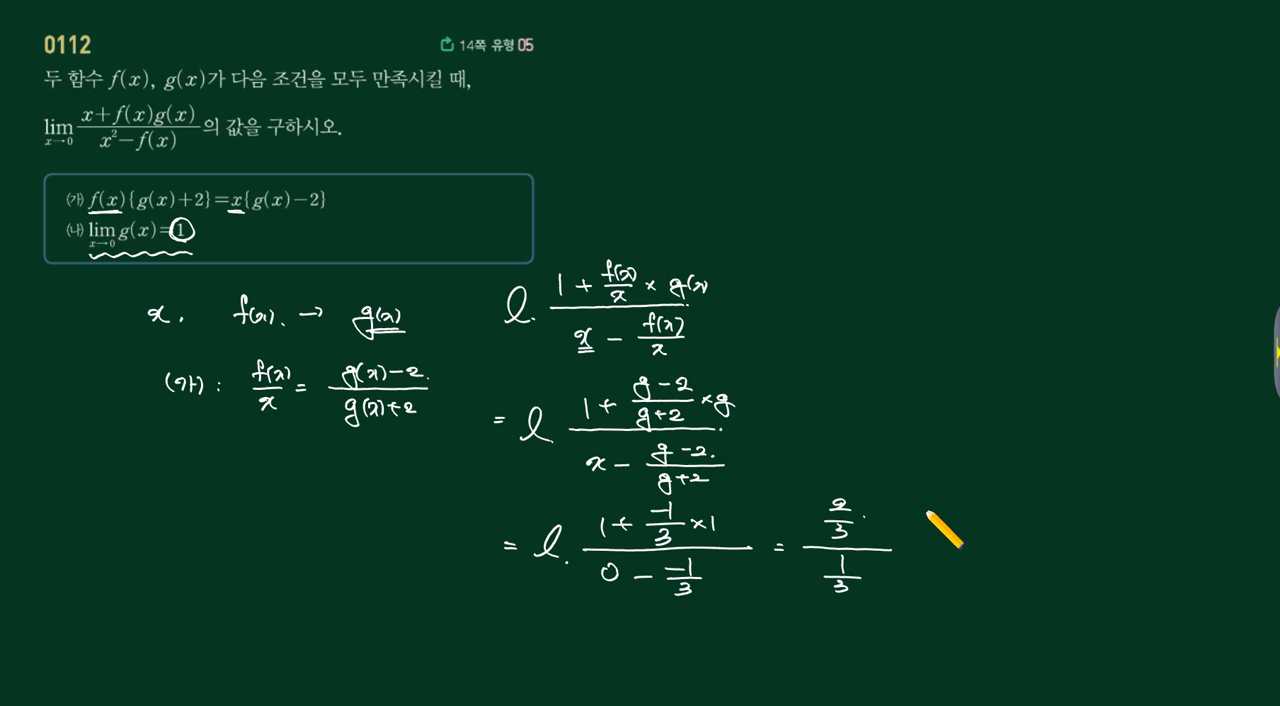 0112
14쪽 유형 05
두 함수 f(x), g(x)가 다음 조건을 모두 만족시킬 때,
lim_{x→0} (x+f(x)g(x))/(x²−f(x)) 의 값을 구하시오.
㈎ f(x){g(x)+2}=x{g(x)−2}
㈏ lim_{x→0} g(x)=1
x. f(x). → g(x)
(가) : f(x)/x = (g(x)−2)/(g(x)+2)
l. (1 + f(x)/x × g(x))/(x − f(x)/x)
= l (1 + (g−2)/(g+2) × g)/(x − (g−2)/(g+2))
= l. (1 + (−1)/3 × 1)/(0 − (−1)/3) = (2/3)/(1/3)